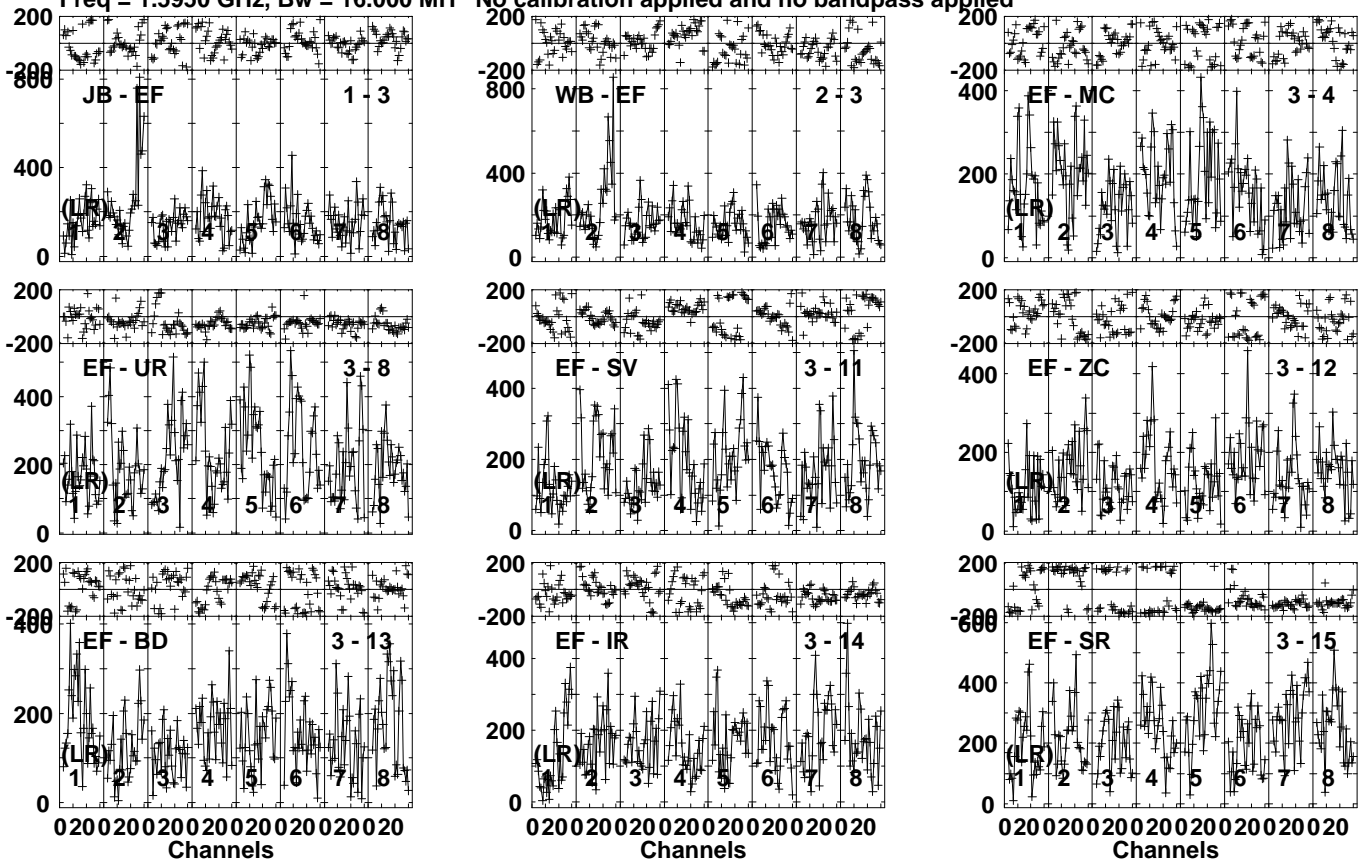 Freq = 1.5950 GHz, Bw = 16.000 MH No calibration applied and no bandpass applied
200
-200
JB - EF 1 - 3
800
400
0
(LR)
1 2 3 4 5 6 7 8
200
-200
WB - EF 2 - 3
800
400
0
(LR)
1 2 3 4 5 6 7 8
200
-200
EF - MC 3 - 4
400
200
0
(LR)
1 2 3 4 5 6 7 8
200
-200
EF - UR 3 - 8
400
200
0
(LR)
1 2 3 4 5 6 7 8
200
-200
EF - SV 3 - 11
400
200
0
(LR)
1 2 3 4 5 6 7 8
200
-200
EF - ZC 3 - 12
400
200
0
(LR)
1 2 3 4 5 6 7 8
200
-200
EF - BD 3 - 13
400
200
0
(LR)
1 2 3 4 5 6 7 8
0 20 0 20 0 20 0 20 0 20 0 20 0 20 0 20
Channels
200
-200
EF - IR 3 - 14
400
200
0
(LR)
1 2 3 4 5 6 7 8
0 20 0 20 0 20 0 20 0 20 0 20 0 20 0 20
Channels
200
-200
EF - SR 3 - 15
600
400
200
0
(LR)
1 2 3 4 5 6 7 8
0 20 0 20 0 20 0 20 0 20 0 20 0 20 0 20
Channels